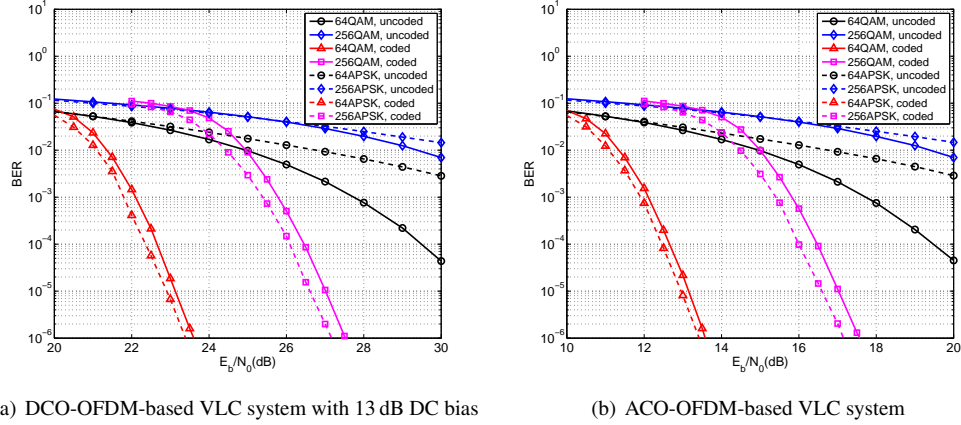 10^1
10^0
10^-1
10^-2
10^-3
10^-4
10^-5
10^-6
BER
20 22 24 26 28 30
E_b/N_0(dB)
64QAM, uncoded
256QAM, uncoded
64QAM, coded
256QAM, coded
64APSK, uncoded
256APSK, uncoded
64APSK, coded
256APSK, coded
a) DCO-OFDM-based VLC system with 13 dB DC bias
10^1
10^0
10^-1
10^-2
10^-3
10^-4
10^-5
10^-6
BER
10 12 14 16 18 20
E_b/N_0(dB)
64QAM, uncoded
256QAM, uncoded
64QAM, coded
256QAM, coded
64APSK, uncoded
256APSK, uncoded
64APSK, coded
256APSK, coded
(b) ACO-OFDM-based VLC system